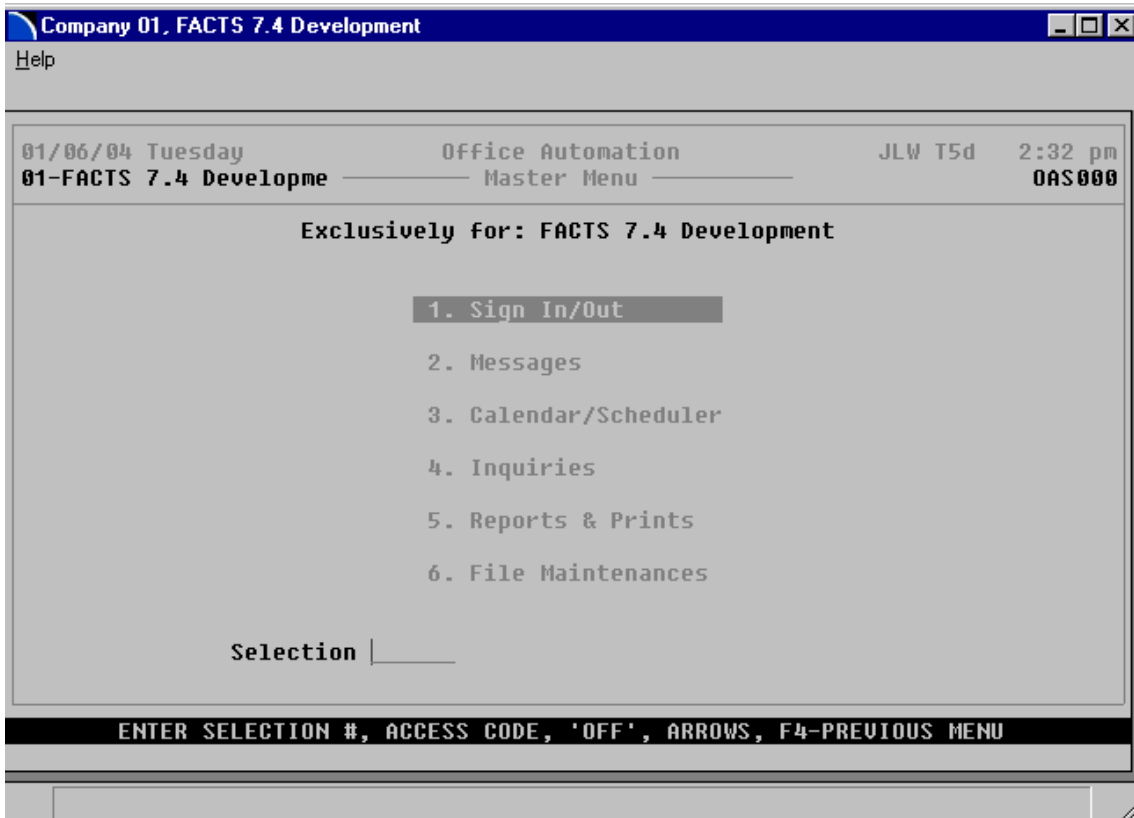 Company 01, FACTS 7.4 Development
Help
01/06/04 Tuesday Office Automation JLW T5d 2:32 pm
01-FACTS 7.4 Developme Master Menu OAS000
Exclusively for: FACTS 7.4 Development
1. Sign In/Out
2. Messages
3. Calendar/Scheduler
4. Inquiries
5. Reports & Prints
6. File Maintenances
Selection
ENTER SELECTION #, ACCESS CODE, 'OFF', ARROWS, F4-PREVIOUS MENU